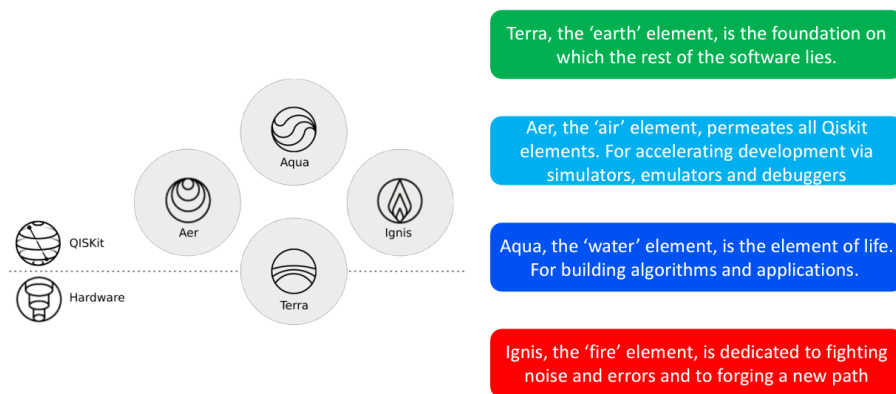 Aqua
Aer
Ignis
QISKit
Hardware
Terra
Terra, the ‘earth’ element, is the foundation on
which the rest of the software lies.
Aer, the ‘air’ element, permeates all Qiskit
elements. For accelerating development via
simulators, emulators and debuggers
Aqua, the ‘water’ element, is the element of life.
For building algorithms and applications.
Ignis, the ‘fire’ element, is dedicated to fighting
noise and errors and to forging a new path